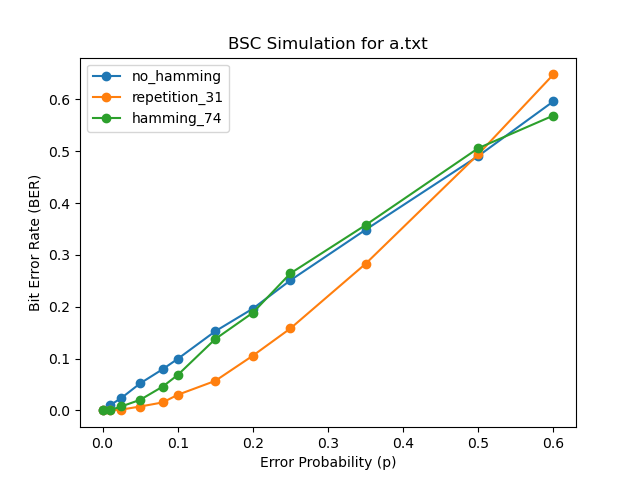 BSC Simulation for a.txt
no_hamming
repetition_31
hamming_74
Bit Error Rate (BER)
0.6
0.5
0.4
0.3
0.2
0.1
0.0
0.0 0.1 0.2 0.3 0.4 0.5 0.6
Error Probability (p)